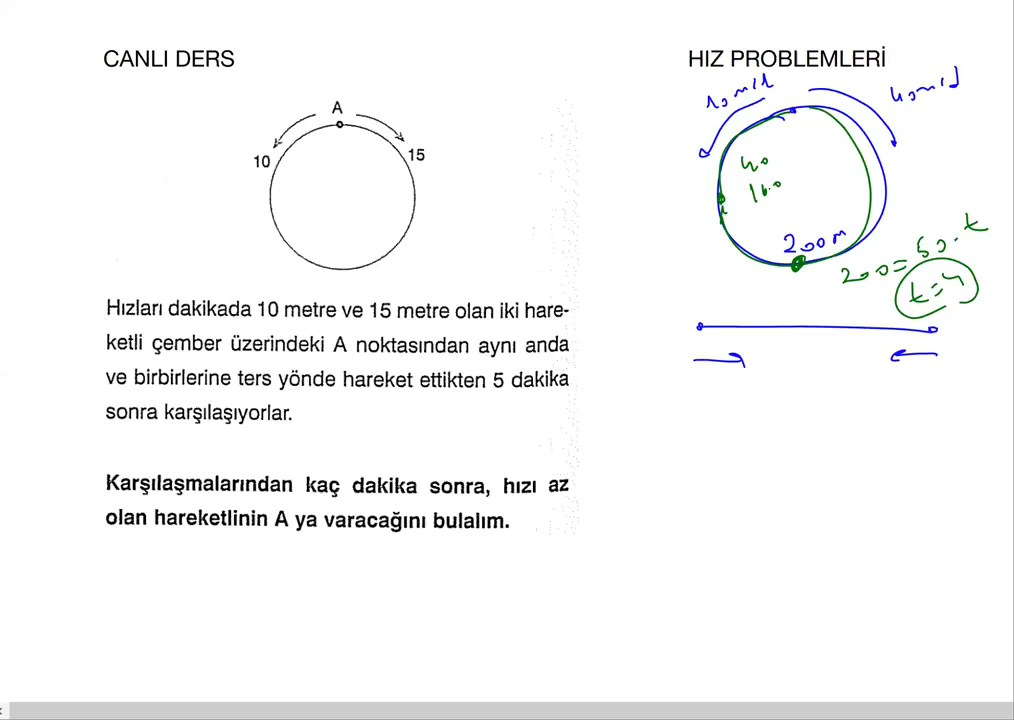 CANLI DERS
HIZ PROBLEMLERİ
A
10
15
Hızları dakikada 10 metre ve 15 metre olan iki hare-
ketli çember üzerindeki A noktasından aynı anda
ve birbirlerine ters yönde hareket ettikten 5 dakika
sonra karşılaşıyorlar.
Karşılaşmalarından kaç dakika sonra, hızı az
olan hareketlinin A ya varacağını bulalım.
10 m/d
40 m/d
40
160
200m
200=50.t
t=4